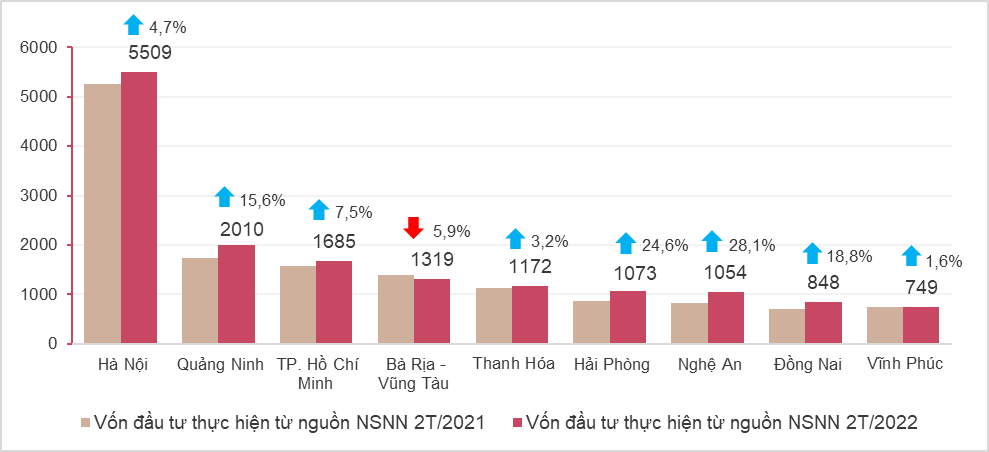 4,7%
5509
6000
5000
4000
3000
2000
1000
0
15,6%
2010
7,5%
1685
5,9%
1319
3,2%
1172
24,6%
1073
28,1%
1054
18,8%
848
1,6%
749
Hà Nội
Quảng Ninh
TP. Hồ Chí
Minh
Bà Rịa -
Vũng Tàu
Thanh Hóa
Hải Phòng
Nghệ An
Đồng Nai
Vĩnh Phúc
Vốn đầu tư thực hiện từ nguồn NSNN 2T/2021
Vốn đầu tư thực hiện từ nguồn NSNN 2T/2022